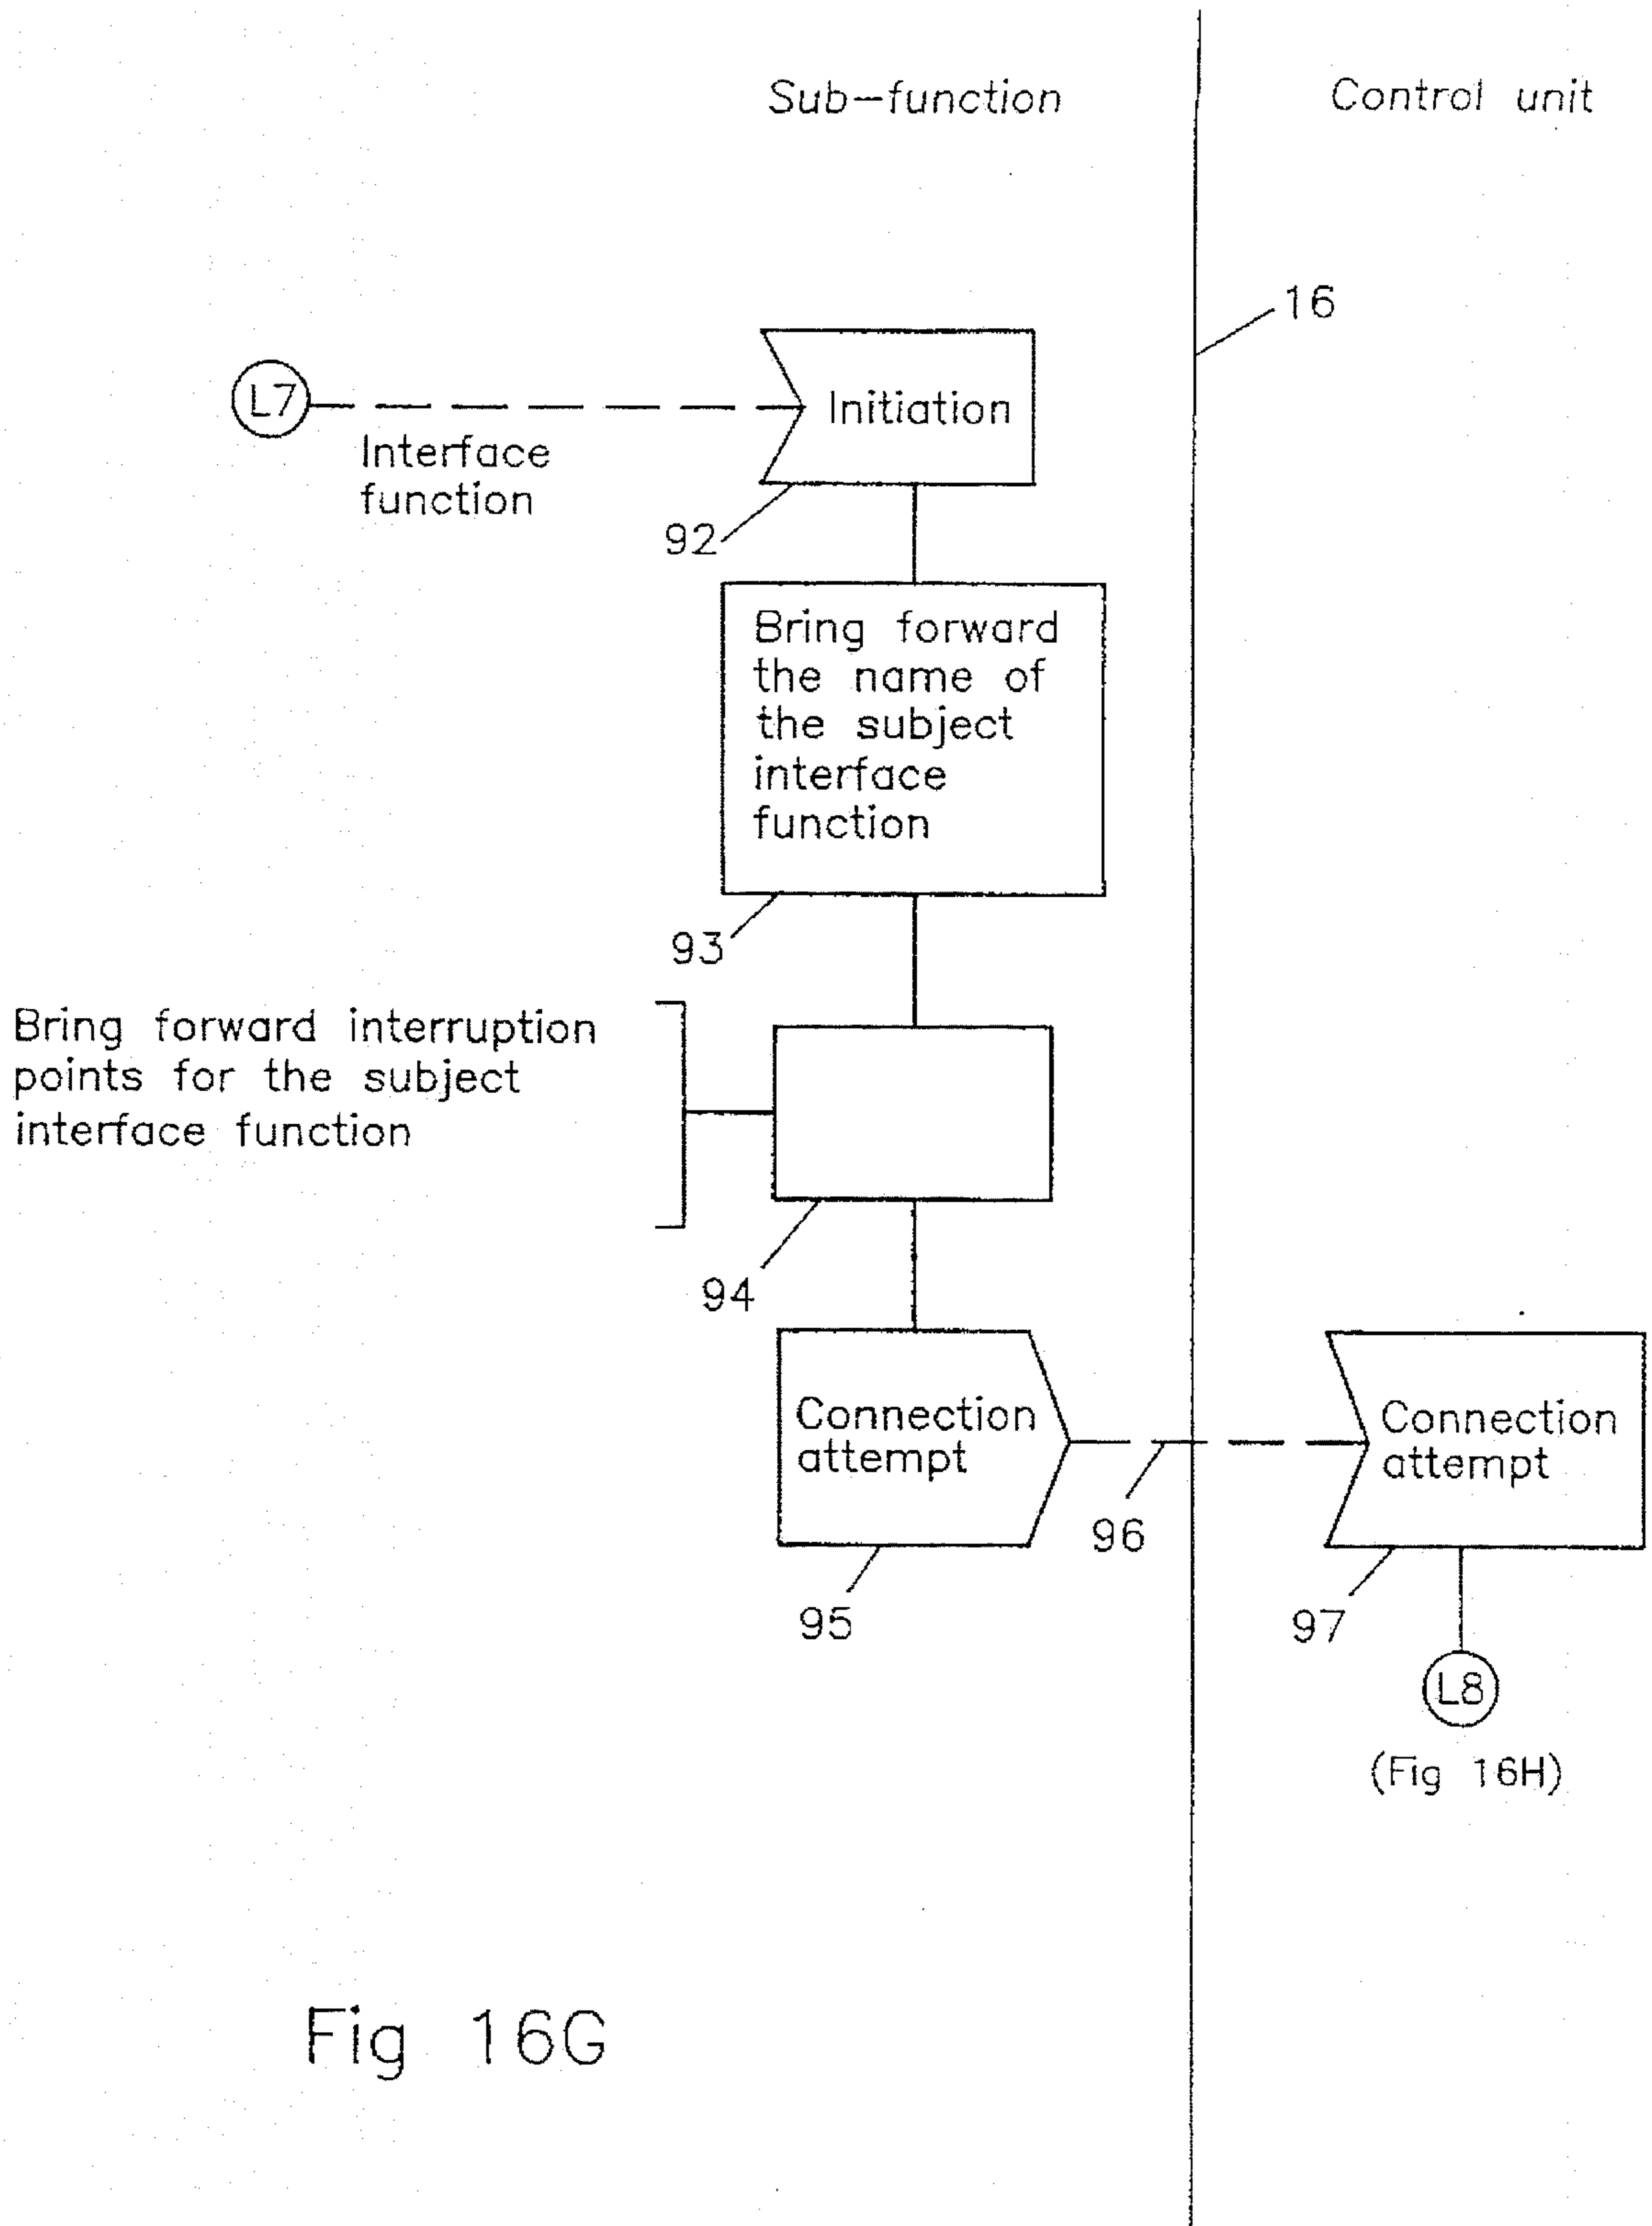 Sub-function
Control unit
16
L7
Initiation
Interface
function
92
Bring forward
the name of
the subject
interface
function
93
Bring forward interruption
points for the subject
interface function
94
Connection
attempt
Connection
attempt
96
95
97
L8
(Fig 16H)
Fig 16G